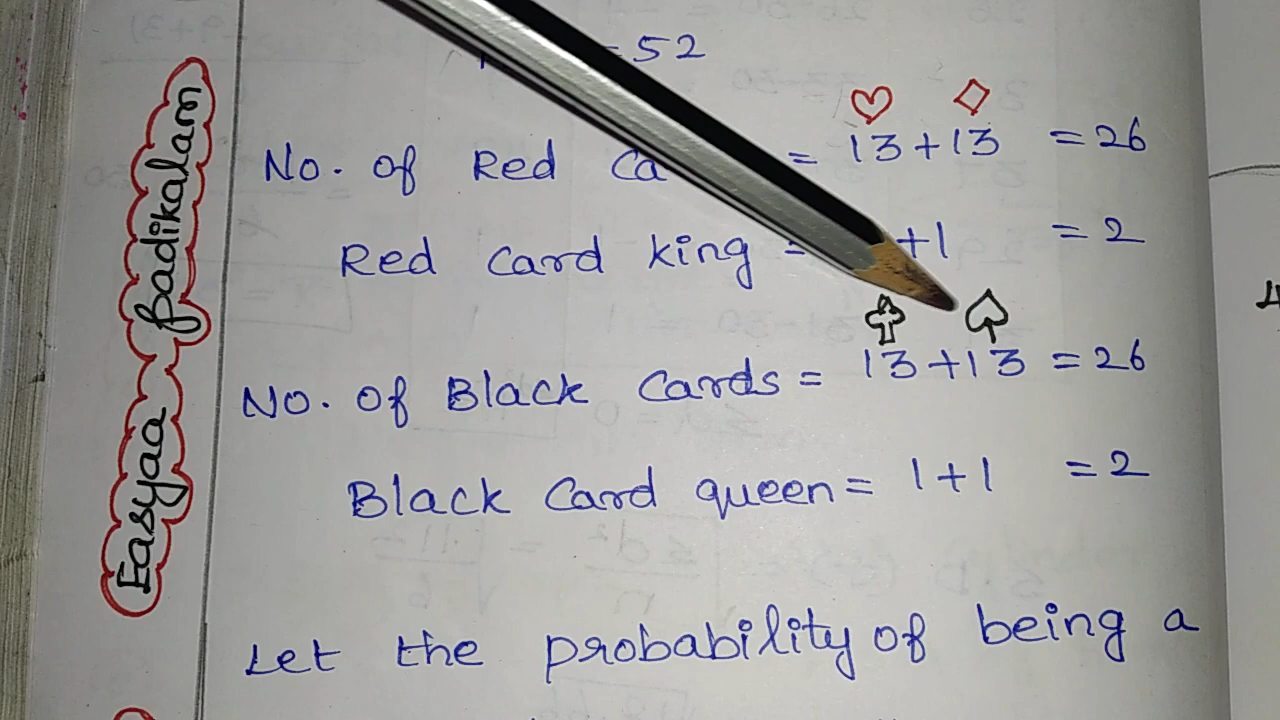 = 52
No. of Red = 13 + 13 = 26
Red Card king = +1 = 2
No. of Black Cards = 13 + 13 = 26
Black Card queen = 1 + 1 = 2
Let the probability of being a
Easyaa padikalam